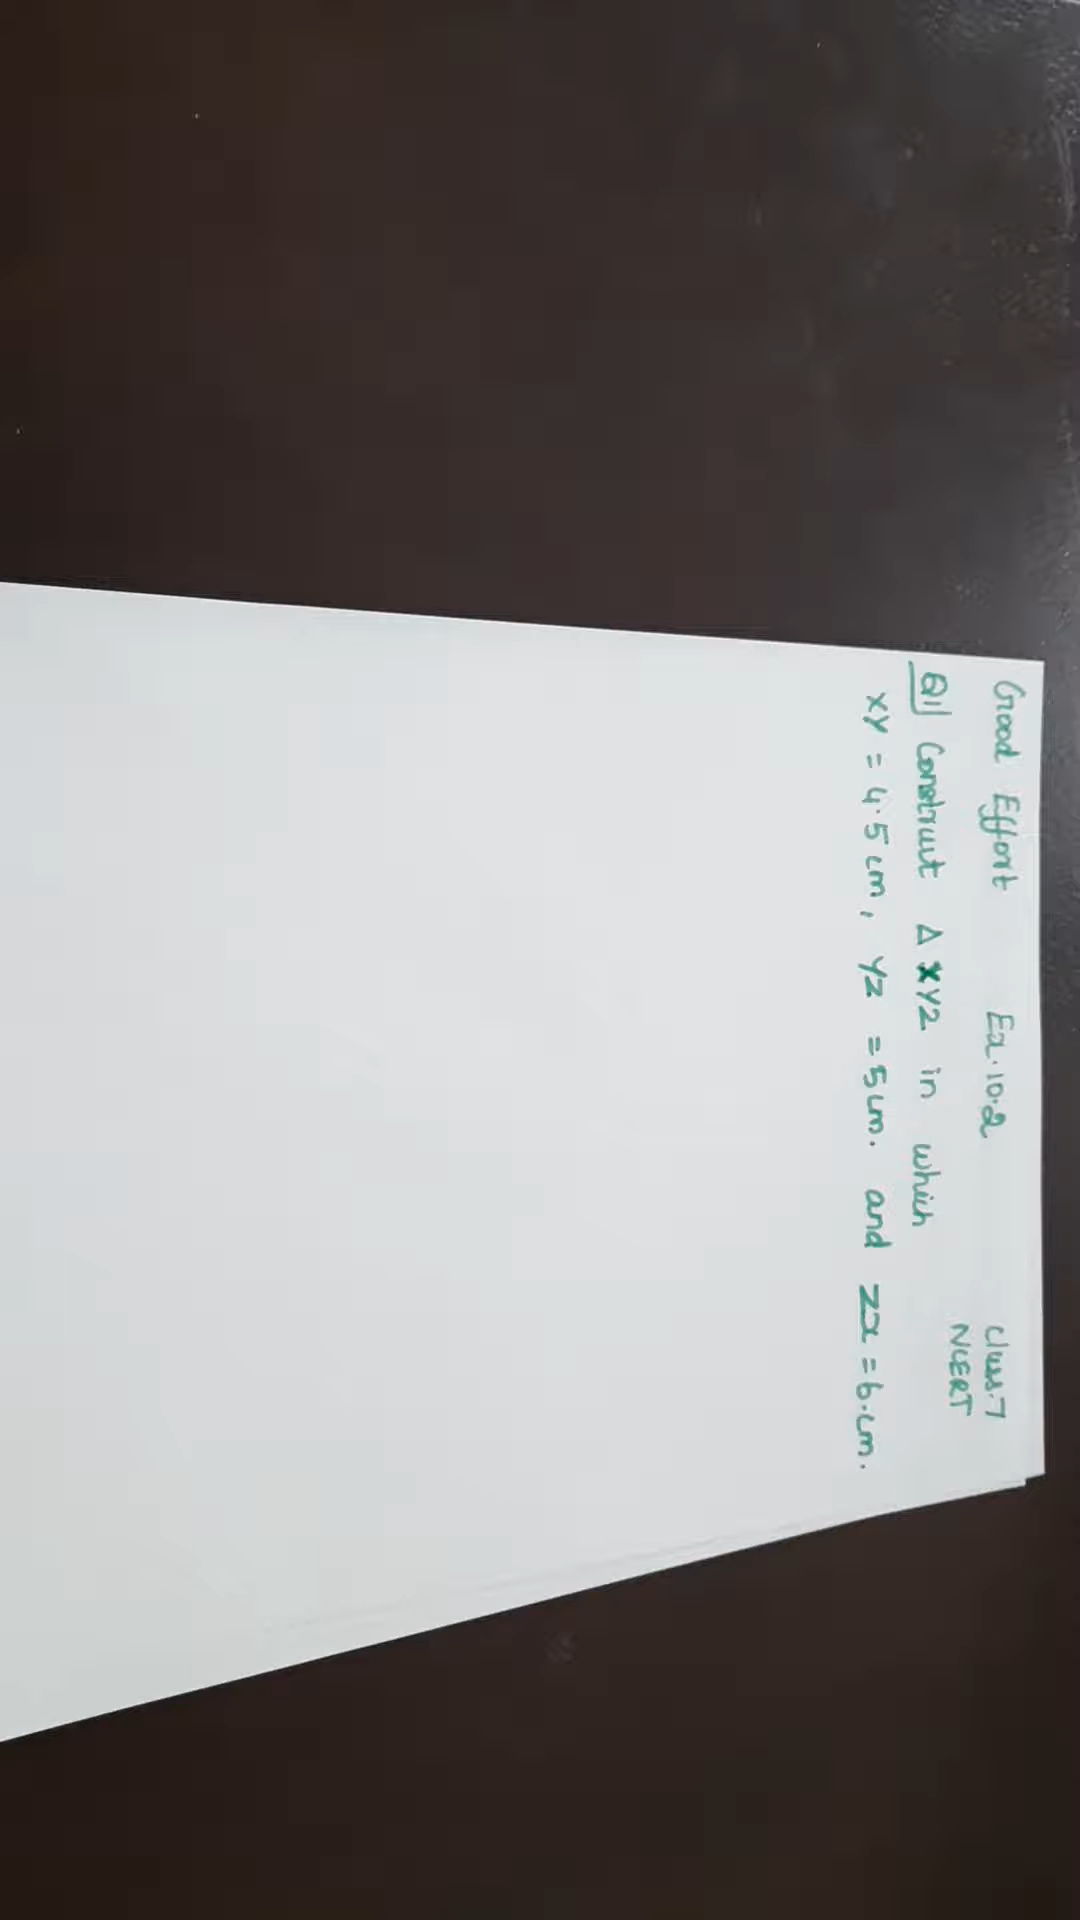 Good Effort Ex. 10.2 Class.7
NCERT
Q1 Construct Δ XYZ in which
XY = 4.5 cm, YZ = 5 cm. and ZX = 6.cm.